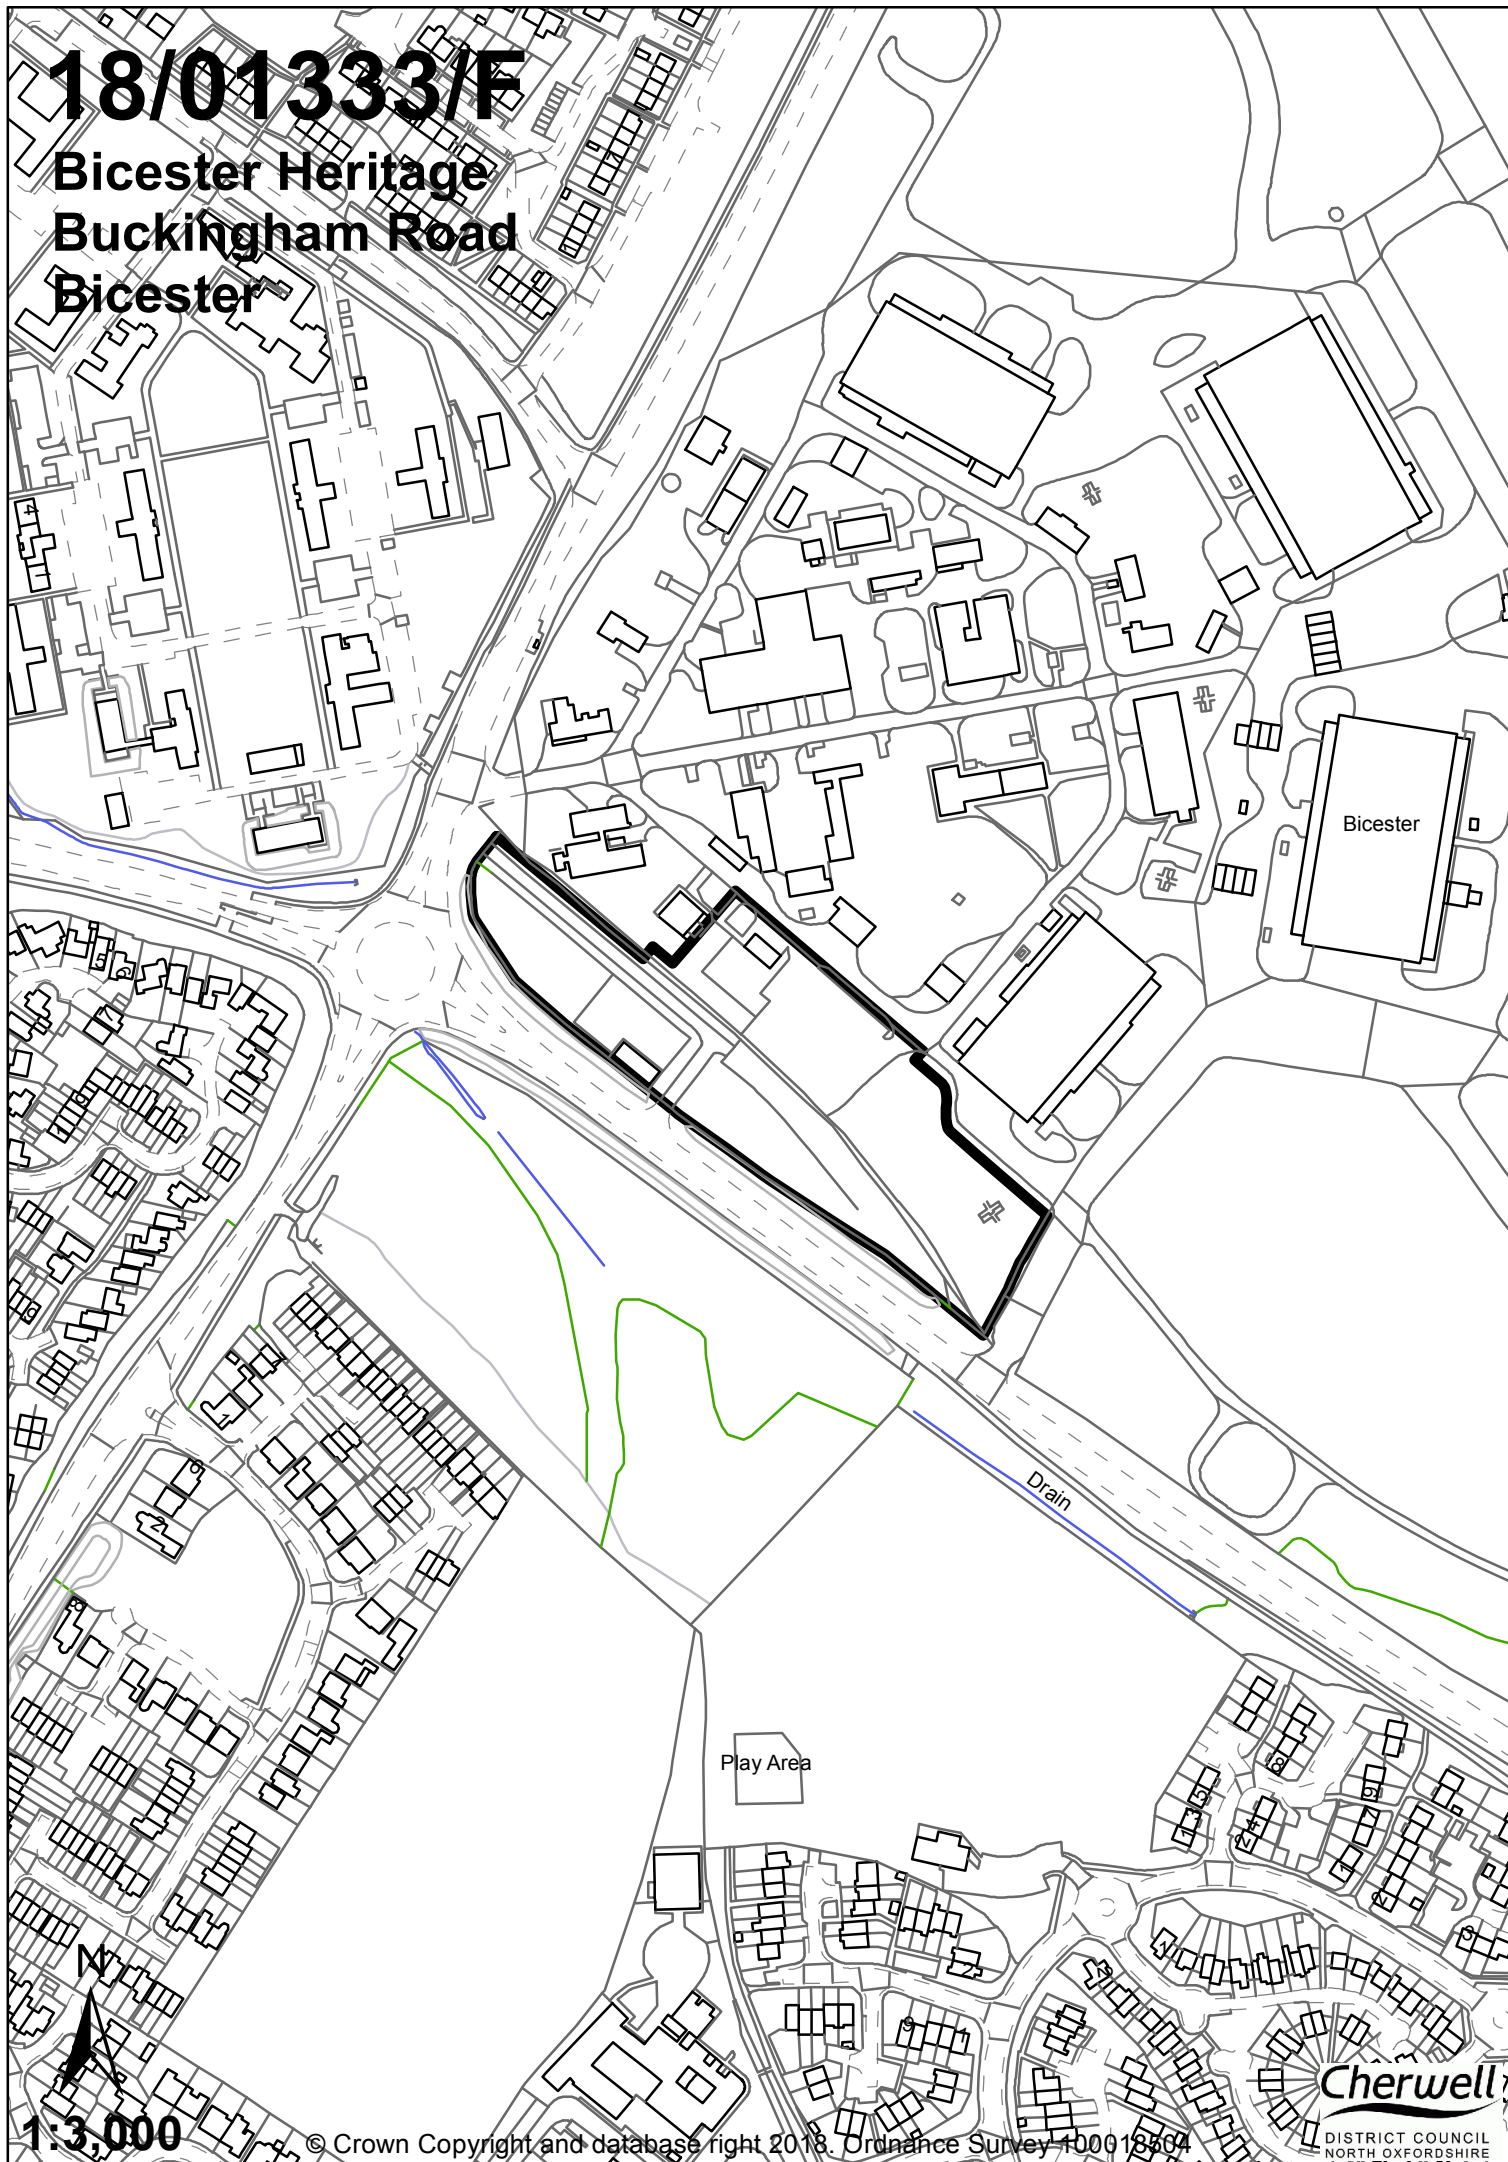 18/01333/F
Bicester Heritage
Buckingham Road
Bicester
Bicester
Drain
Play Area
N
1:3,000
© Crown Copyright and database right 2018. Ordnance Survey 100018504
Cherwell
DISTRICT COUNCIL
NORTH OXFORDSHIRE